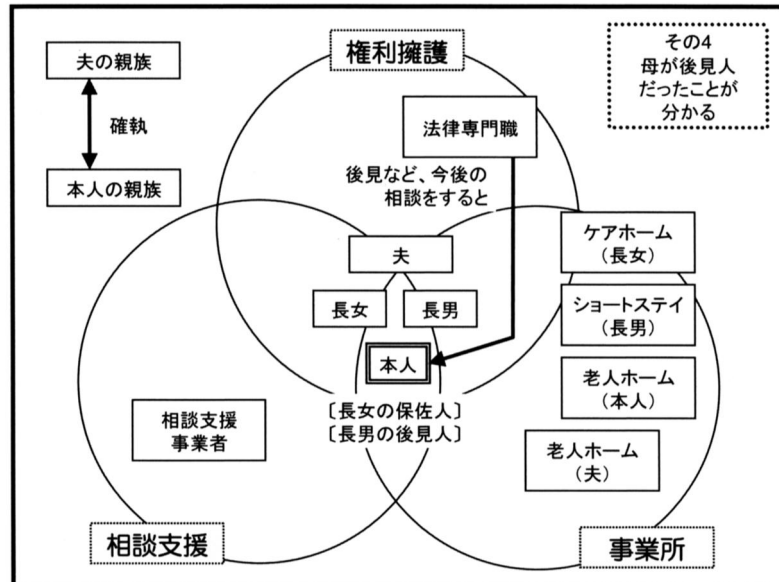 夫の親族
確執
本人の親族
権利擁護
その4
母が後見人
だったことが
分かる
法律専門職
後見など、今後の
相談をすると
夫
長女
長男
本人
〔長女の保佐人〕
〔長男の後見人〕
ケアホーム
（長女）
ショートステイ
（長男）
老人ホーム
（本人）
老人ホーム
（夫）
相談支援
事業者
相談支援
事業所